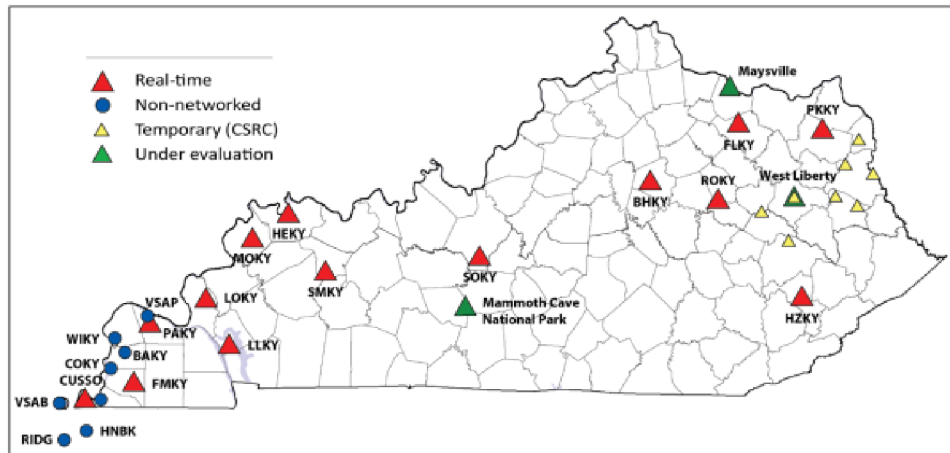 Real-time
Non-networked
Temporary (CSRC)
Under evaluation
Maysville
PKKY
FLKY
West Liberty
ROKY
BHKY
HEKY
MOKY
SOKY
SMKY
VSAP
LOKY
Mammoth Cave
National Park
HZKY
PAKY
WIKY
LLKY
BAKY
COKY
CUSSO
FMKY
VSAB
HNBK
RIDG